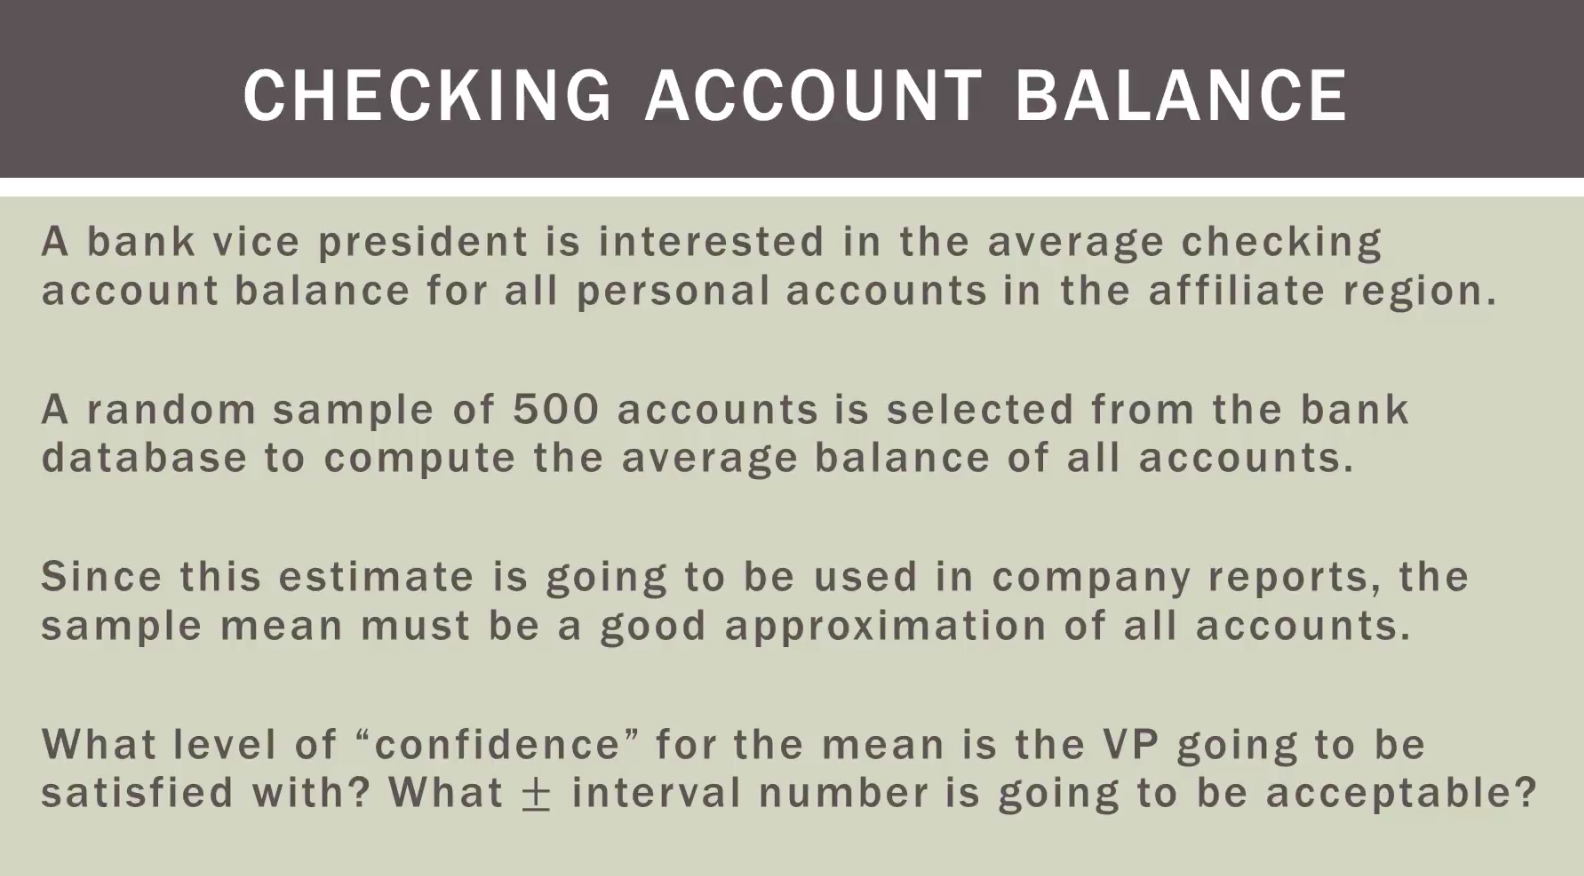 CHECKING ACCOUNT BALANCE
A bank vice president is interested in the average checking
account balance for all personal accounts in the affiliate region.
A random sample of 500 accounts is selected from the bank
database to compute the average balance of all accounts.
Since this estimate is going to be used in company reports, the
sample mean must be a good approximation of all accounts.
What level of “confidence” for the mean is the VP going to be
satisfied with? What ± interval number is going to be acceptable?